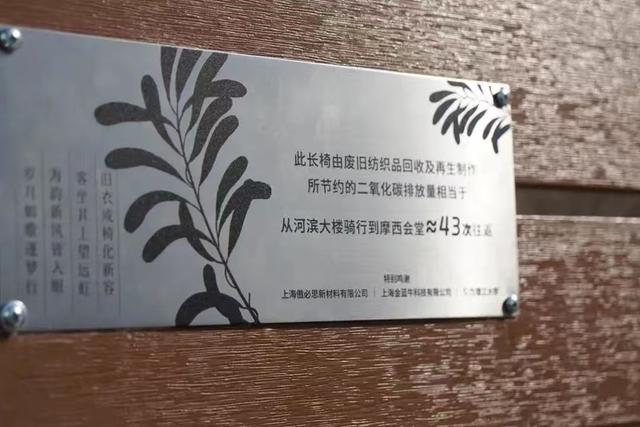 旧衣成椅化新容
客坐其上望远虹
海韵新风皆入眼
岁月如歌逐梦行
此长椅由废旧纺织品回收及再生制作
所节约的二氧化碳排放量相当于
从河滨大楼骑行到摩西会堂≈43次往返
特别鸣谢
上海傲必思新材料有限公司 | 上海金蓝牛科技有限公司 |